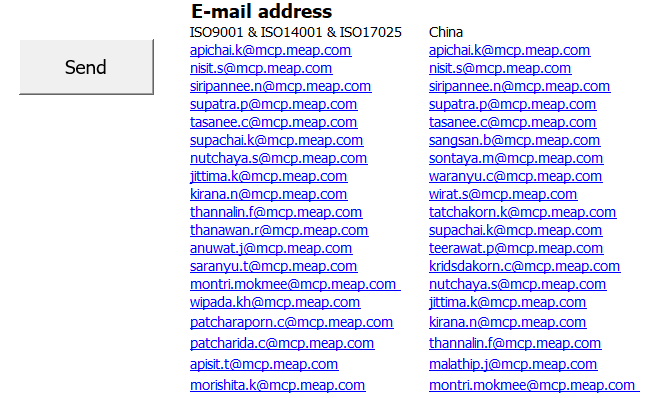 E-mail address
Send
ISO9001 & ISO14001 & ISO17025 China
apichai.k@mcp.meap.com apichai.k@mcp.meap.com
nisit.s@mcp.meap.com nisit.s@mcp.meap.com
siripannee.n@mcp.meap.com siripannee.n@mcp.meap.com
supatra.p@mcp.meap.com supatra.p@mcp.meap.com
tasanee.c@mcp.meap.com tasanee.c@mcp.meap.com
supachai.k@mcp.meap.com sangsan.b@mcp.meap.com
nutchaya.s@mcp.meap.com sontaya.m@mcp.meap.com
jittima.k@mcp.meap.com waranyu.c@mcp.meap.com
kirana.n@mcp.meap.com wirat.s@mcp.meap.com
thannalin.f@mcp.meap.com tatchakorn.k@mcp.meap.com
thanawan.r@mcp.meap.com supachai.k@mcp.meap.com
anuwat.j@mcp.meap.com teerawat.p@mcp.meap.com
saranyu.t@mcp.meap.com kridsdakorn.c@mcp.meap.com
montri.mokmee@mcp.meap.com nutchaya.s@mcp.meap.com
wipada.kh@mcp.meap.com jittima.k@mcp.meap.com
patcharaporn.c@mcp.meap.com kirana.n@mcp.meap.com
patcharida.c@mcp.meap.com thannalin.f@mcp.meap.com
apisit.t@mcp.meap.com malathip.j@mcp.meap.com
morishita.k@mcp.meap.com montri.mokmee@mcp.meap.com